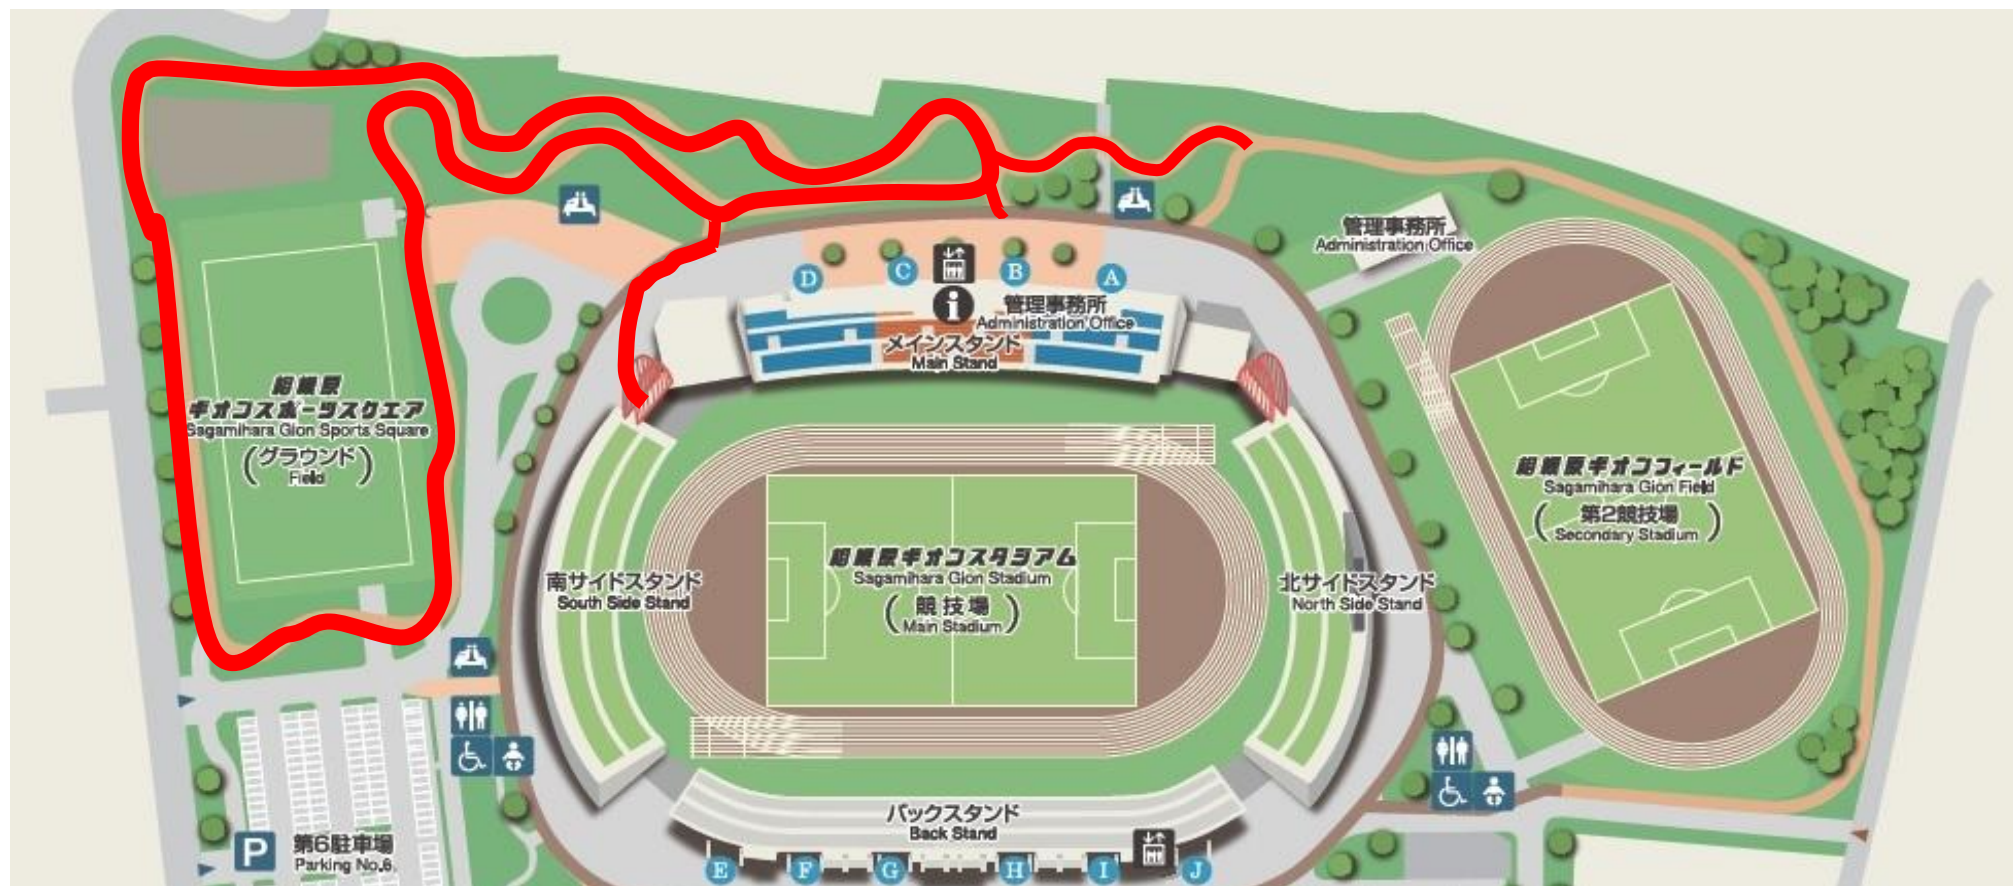 管理事務所
Administration Office
D
C
B
A
管理事務所
Administration Office
メインスタンド
Main Stand
相模原
ギオンスポーツスクエア
Sagamihara Gion Sports Square
(グラウンド)
Field
相模原ギオンフィールド
Sagamihara Gion Field
(第2競技場)
Secondary Stadium
相模原ギオンスタジアム
Sagamihara Gion Stadium
(競技場)
Main Stadium
南サイドスタンド
South Side Stand
北サイドスタンド
North Side Stand
バックスタンド
Back Stand
P
第6駐車場
Parking No.6
E
F
G
H
I
J